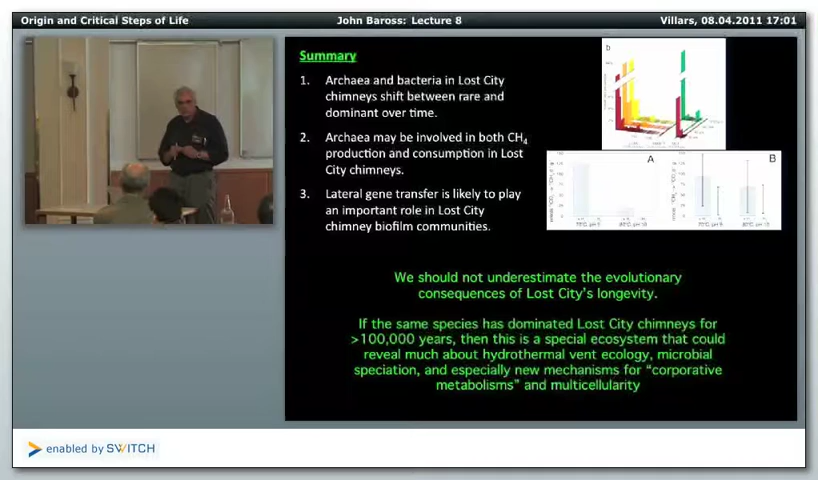 Origin and Critical Steps of Life
John Baross: Lecture 8
Villars, 08.04.2011 17:01
Summary
1. Archaea and bacteria in Lost City
chimneys shift between rare and
dominant over time.
2. Archaea may be involved in both CH4
production and consumption in Lost
City chimneys.
3. Lateral gene transfer is likely to play
an important role in Lost City
chimney biofilm communities.
b
A
B
We should not underestimate the evolutionary
consequences of Lost City's longevity.
If the same species has dominated Lost City chimneys for
>100,000 years, then this is a special ecosystem that could
reveal much about hydrothermal vent ecology, microbial
speciation, and especially new mechanisms for "corporative
metabolisms" and multicellularity
enabled by SWITCH